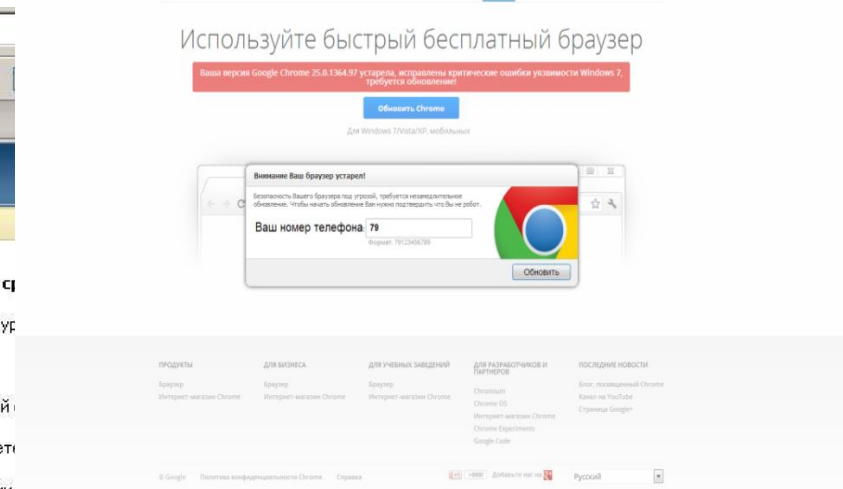 Используйте быстрый бесплатный браузер
Ваша версия Google Chrome 25.0.1364.97 устарела, исправлены критические ошибки уязвимости Windows 7,
требуется обновление!
Обновить Chrome
Для Windows 7/Vista/XP, мобильных
Внимание Ваш браузер устарел!
Безопасность Вашего браузера под угрозой, требуется незамедлительное
обновление. Чтобы начать обновление Вам нужно подтвердить что Вы не робот.
Ваш номер телефона: 79
Формат: 79123456789
Обновить
ПРОДУКТЫ
Браузер
Интернет-магазин Chrome
ДЛЯ БИЗНЕСА
Браузер
Интернет-магазин Chrome
ДЛЯ УЧЕБНЫХ ЗАВЕДЕНИЙ
Браузер
Интернет-магазин Chrome
ДЛЯ РАЗРАБОТЧИКОВ И
ПАРТНЕРОВ
Chromium
Chrome OS
Интернет-магазин Chrome
Chrome Experiments
Google Code
ПОСЛЕДНИЕ НОВОСТИ
Блог, посвященный Chrome
Канал на YouTube
Страница Google+
© Google Политика конфиденциальности Chrome Справка
Добавьте нас на
Русский